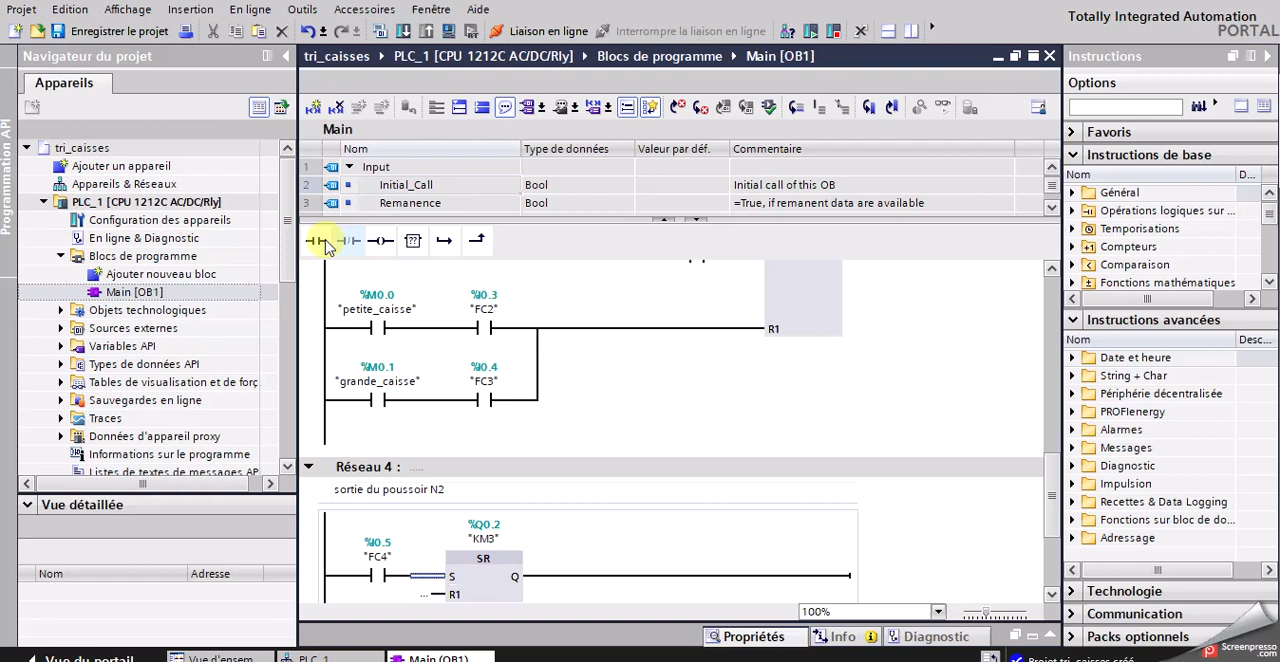 Projet Edition Affichage Insertion En ligne Outils Accessoires Fenêtre Aide
Totally Integrated Automation
PORTAL
Enregistrer le projet Liaison en ligne Interrompre la liaison en ligne
Navigateur du projet
tri_caisses PLC_1 [CPU 1212C AC/DC/Rly] Blocs de programme Main [OB1]
Instructions
Programmation API
Appareils
Options
tri_caisses
Ajouter un appareil
Appareils & Réseaux
PLC_1 [CPU 1212C AC/DC/Rly]
Configuration des appareils
En ligne & Diagnostic
Blocs de programme
Ajouter nouveau bloc
Main [OB1]
Objets technologiques
Sources externes
Variables API
Types de données API
Tables de visualisation et de forç
Sauvegardes en ligne
Traces
Données d'appareil proxy
Informations sur le programme
Listes de textes de messages API
Vue détaillée
Nom Adresse
Main
Nom Type de données Valeur par déf. Commentaire
1 Input
2 Initial_Call Bool Initial call of this OB
3 Remanence Bool =True, if remanent data are available
??
%M0.0 %I0.3
"petite_caisse" "FC2"
R1
%M0.1 %I0.4
"grande_caisse" "FC3"
Réseau 4 : .....
sortie du poussoir N2
%Q0.2
"KM3"
%I0.5
"FC4"
SR
S Q
... R1
100%
Propriétés Info Diagnostic
Favoris
Instructions de base
Nom D...
Général
Opérations logiques sur ...
Temporisations
Compteurs
Comparaison
Fonctions mathématiques
Instructions avancées
Nom Desc...
Date et heure
String + Char
Périphérie décentralisée
PROFIenergy
Alarmes
Messages
Diagnostic
Impulsion
Recettes & Data Logging
Fonctions sur bloc de do...
Adressage
Technologie
Communication
Packs optionnels
Vue du portail Vue d'ensem... PLC_1 Main (OB1) Projet tri_caisses créé.
Screenpresso
.com